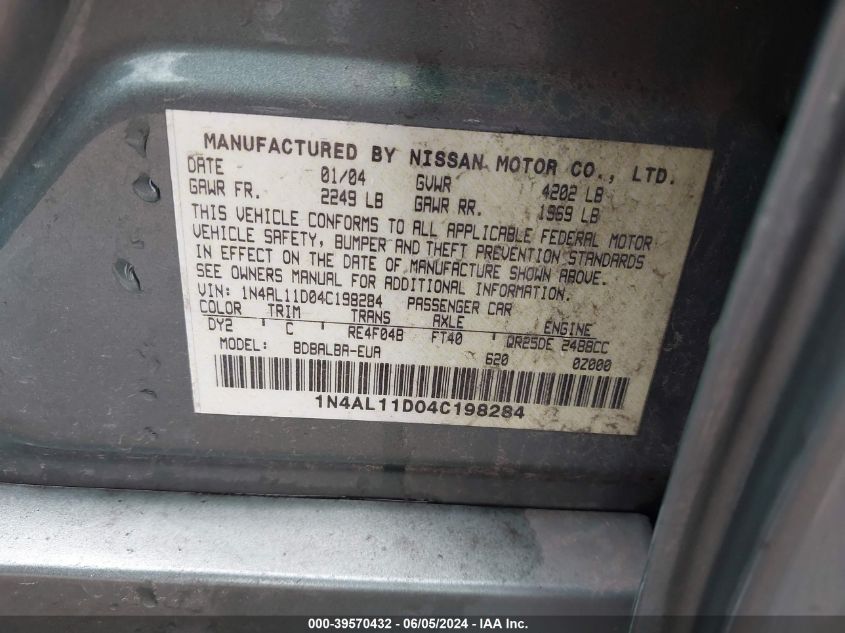 MANUFACTURED BY NISSAN MOTOR CO., LTD.
DATE 01/04 GVWR 4202 LB
GAWR FR. 2249 LB GAWR RR. 1969 LB
THIS VEHICLE CONFORMS TO ALL APPLICABLE FEDERAL MOTOR
VEHICLE SAFETY, BUMPER AND THEFT PREVENTION STANDARDS
IN EFFECT ON THE DATE OF MANUFACTURE SHOWN ABOVE.
SEE OWNERS MANUAL FOR ADDITIONAL INFORMATION.
VIN: 1N4AL11D04C198284 PASSENGER CAR
COLOR TRIM TRANS AXLE ENGINE
DY2 C RE4F04B FT40 QR25DE 2488CC
MODEL: BDBALBA-EUA 620 0Z000
1N4AL11D04C198284
000-39570432 - 06/05/2024 - IAAI.com